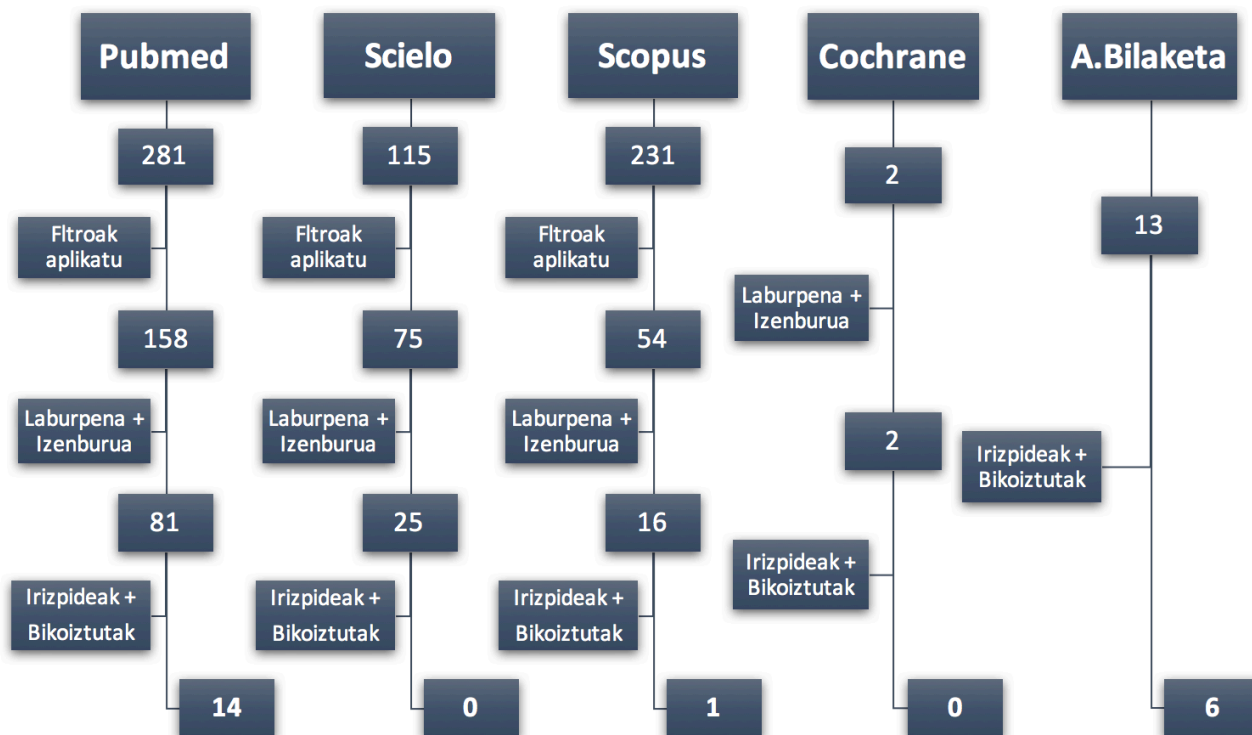 Pubmed
281
Fltroak
aplikatu
158
Laburpena +
Izenburua
81
Irizpideak +
Bikoiztutak
14
Scielo
115
Fltroak
aplikatu
75
Laburpena +
Izenburua
25
Irizpideak +
Bikoiztutak
0
Scopus
231
Fltroak
aplikatu
54
Laburpena +
Izenburua
16
Irizpideak +
Bikoiztutak
1
Cochrane
2
Laburpena +
Izenburua
2
Irizpideak +
Bikoiztutak
0
A.Bilaketa
13
Irizpideak +
Bikoiztutak
6